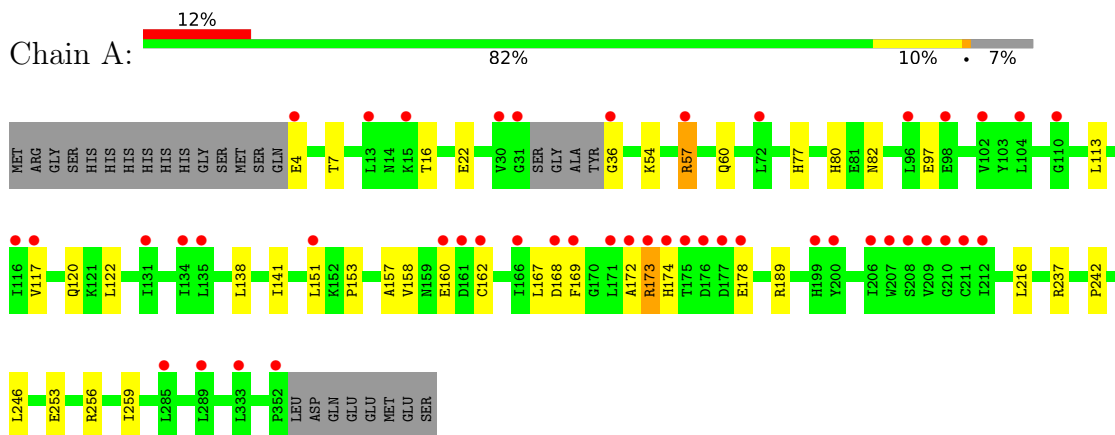 12%
Chain A:
82% 10% • 7%
MET ARG GLY SER HIS HIS HIS HIS HIS HIS GLY SER MET SER GLN E4 T7 L13 N14 K15 T16 E22 V30 G31 SER GLY ALA TYR G36 K54 R57 Q60 L72 H77 H80 E81 N82 L96 E97 E98 V102 Y103 L104 G110 L113
I116 V117 Q120 K121 L122 I131 I134 L135 L138 I141 L151 K152 P153 A157 V158 N159 E160 D161 C162 I166 L167 D168 F169 G170 L171 A172 R173 H174 T175 D176 D177 E178 R189 H199 Y200 I206 W207 S208 V209 G210 C211 I212 L216 R237 P242
L246 E253 R256 I259 L285 L289 L333 P352 LEU ASP GLN GLU GLU MET GLU SER